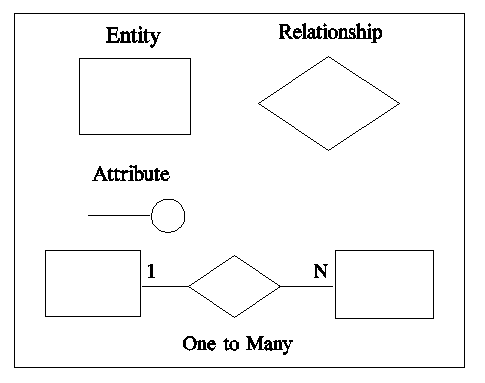 Entity
Relationship
Attribute
1
N
One to Many